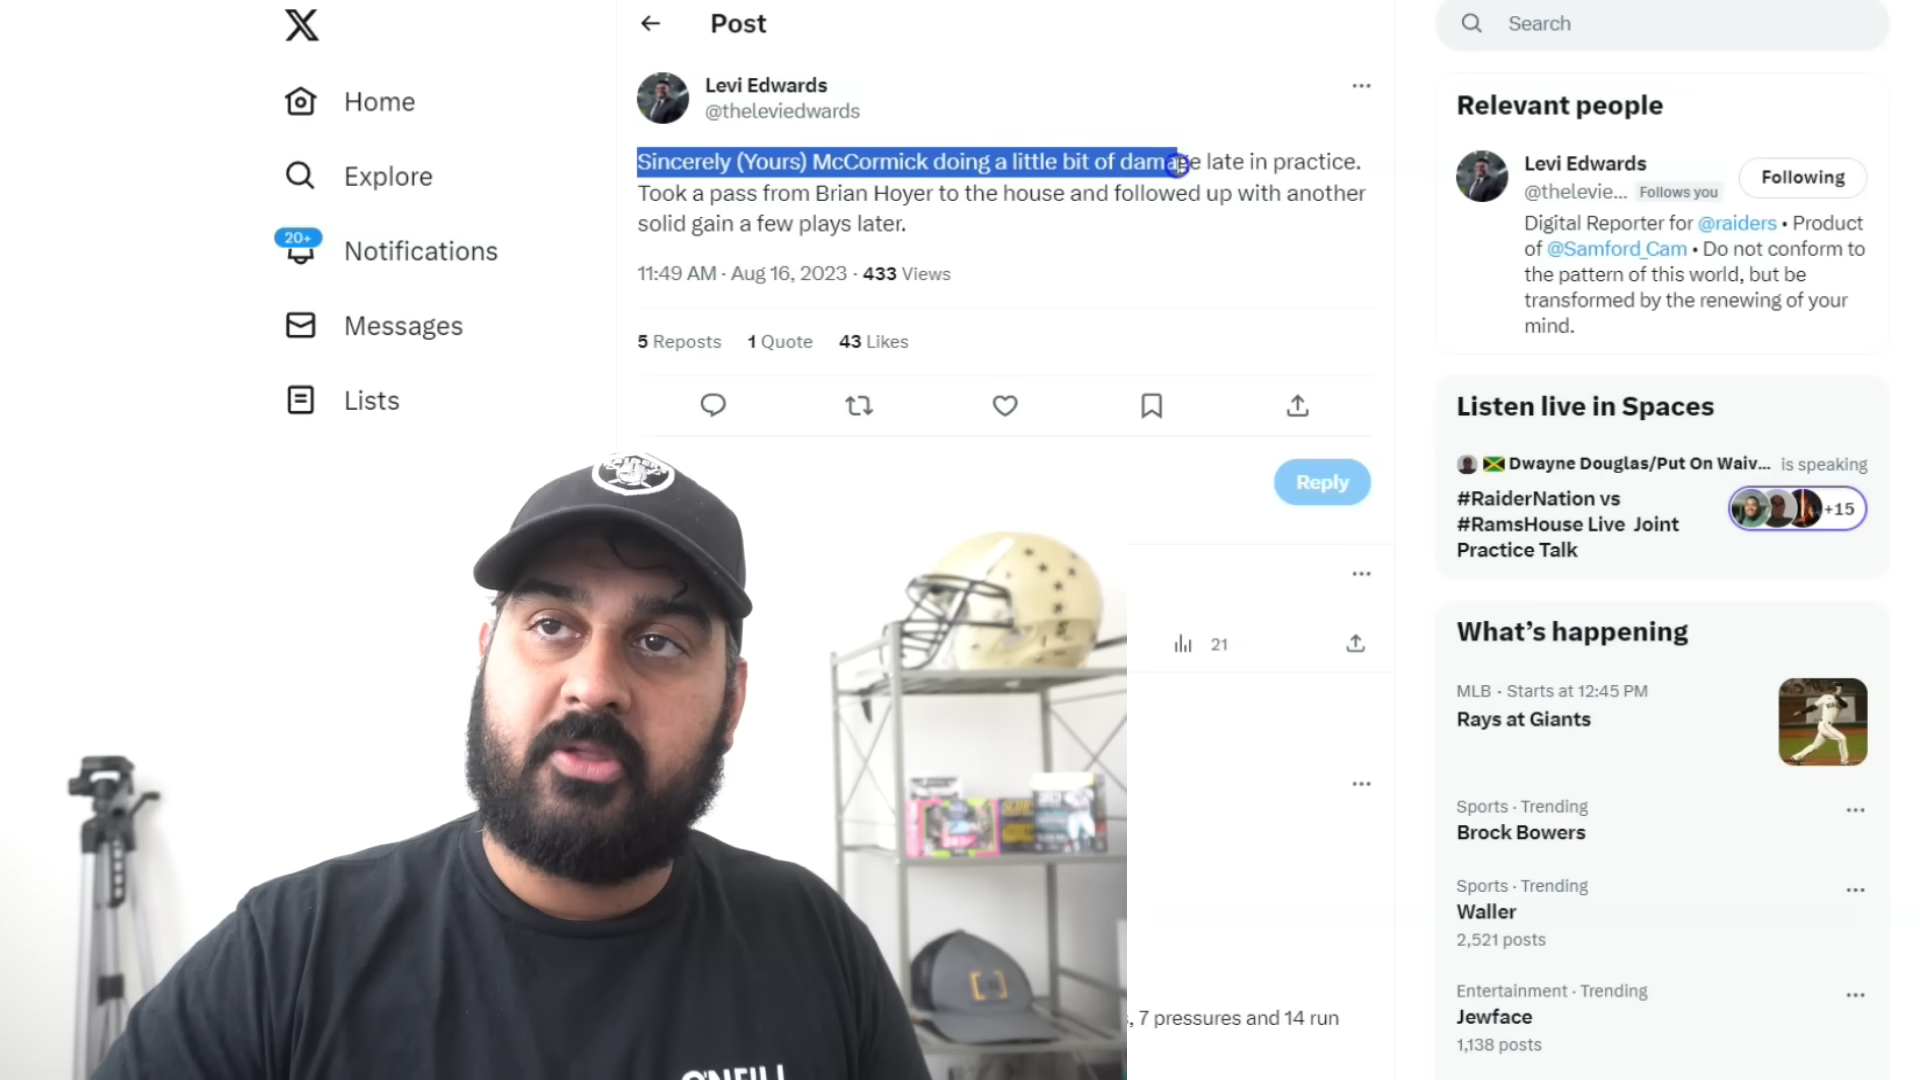 Home
Explore
20+
Notifications
Messages
Lists
Post
Levi Edwards
@theleviedwards
Sincerely (Yours) McCormick doing a little bit of damage late in practice.
Took a pass from Brian Hoyer to the house and followed up with another
solid gain a few plays later.
11:49 AM · Aug 16, 2023 · 433 Views
5 Reposts 1 Quote 43 Likes
Reply
21
, 7 pressures and 14 run
O'NEILL
Search
Relevant people
Levi Edwards
@thelevie... Follows you
Following
Digital Reporter for @raiders • Product
of @Samford_Cam • Do not conform to
the pattern of this world, but be
transformed by the renewing of your
mind.
Listen live in Spaces
Dwayne Douglas/Put On Waiv... is speaking
#RaiderNation vs
#RamsHouse Live Joint
Practice Talk
+15
What’s happening
MLB · Starts at 12:45 PM
Rays at Giants
Sports · Trending
Brock Bowers
Sports · Trending
Waller
2,521 posts
Entertainment · Trending
Jewface
1,138 posts